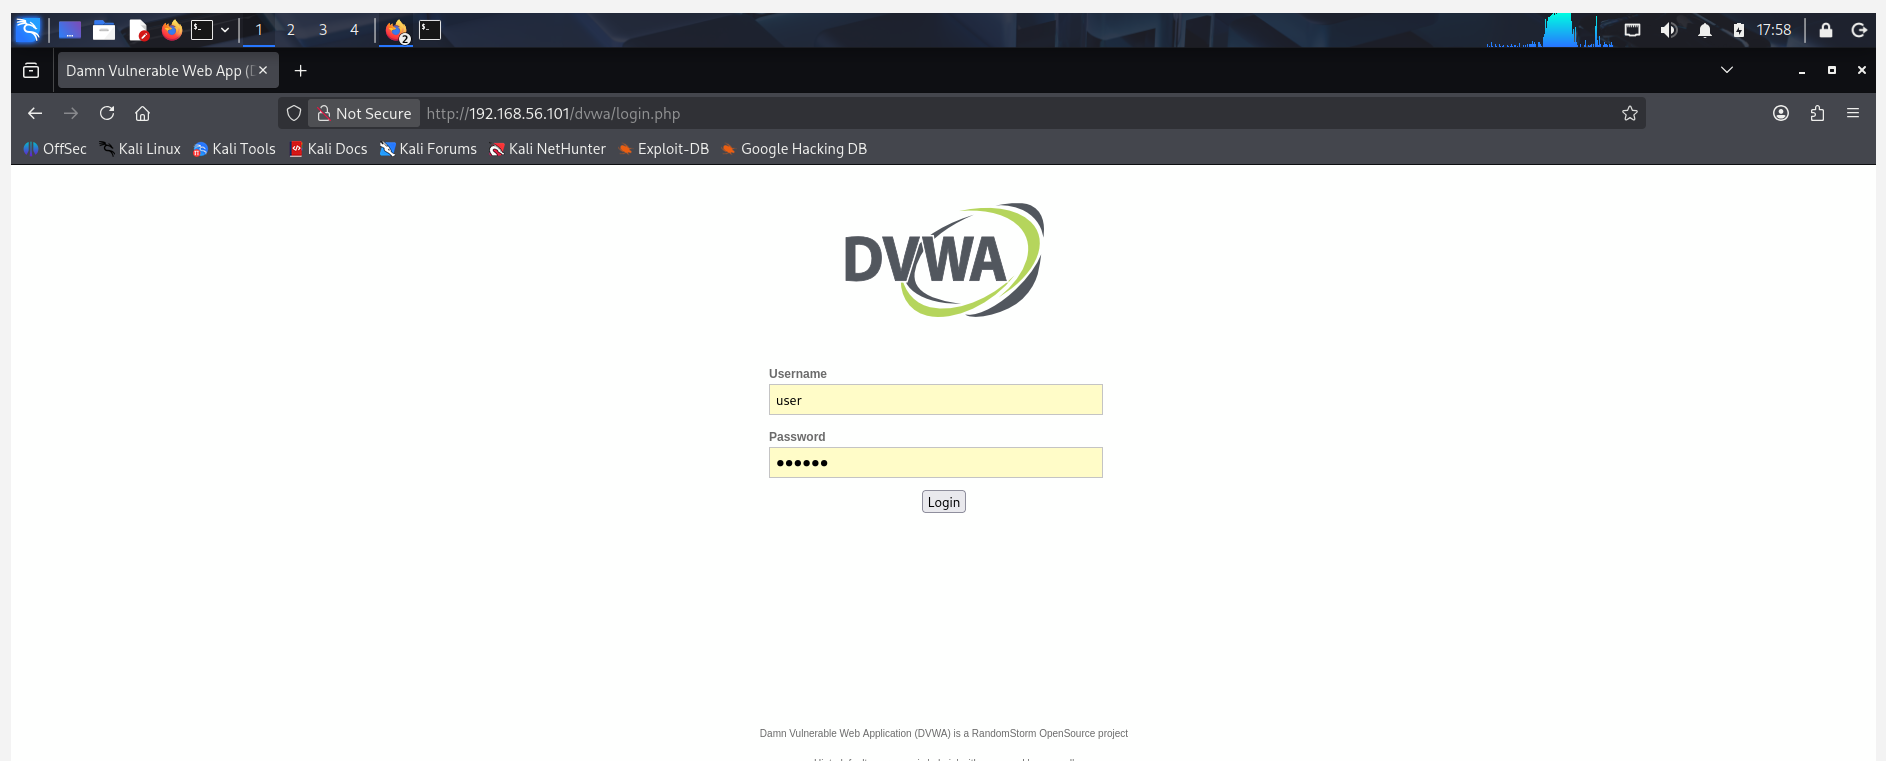 1 2 3 4 2 17:58
Damn Vulnerable Web App (D
Not Secure http://192.168.56.101/dvwa/login.php
OffSec Kali Linux Kali Tools Kali Docs Kali Forums Kali NetHunter Exploit-DB Google Hacking DB
DVWA
Username
user
Password
••••••
Login
Damn Vulnerable Web Application (DVWA) is a RandomStorm OpenSource project